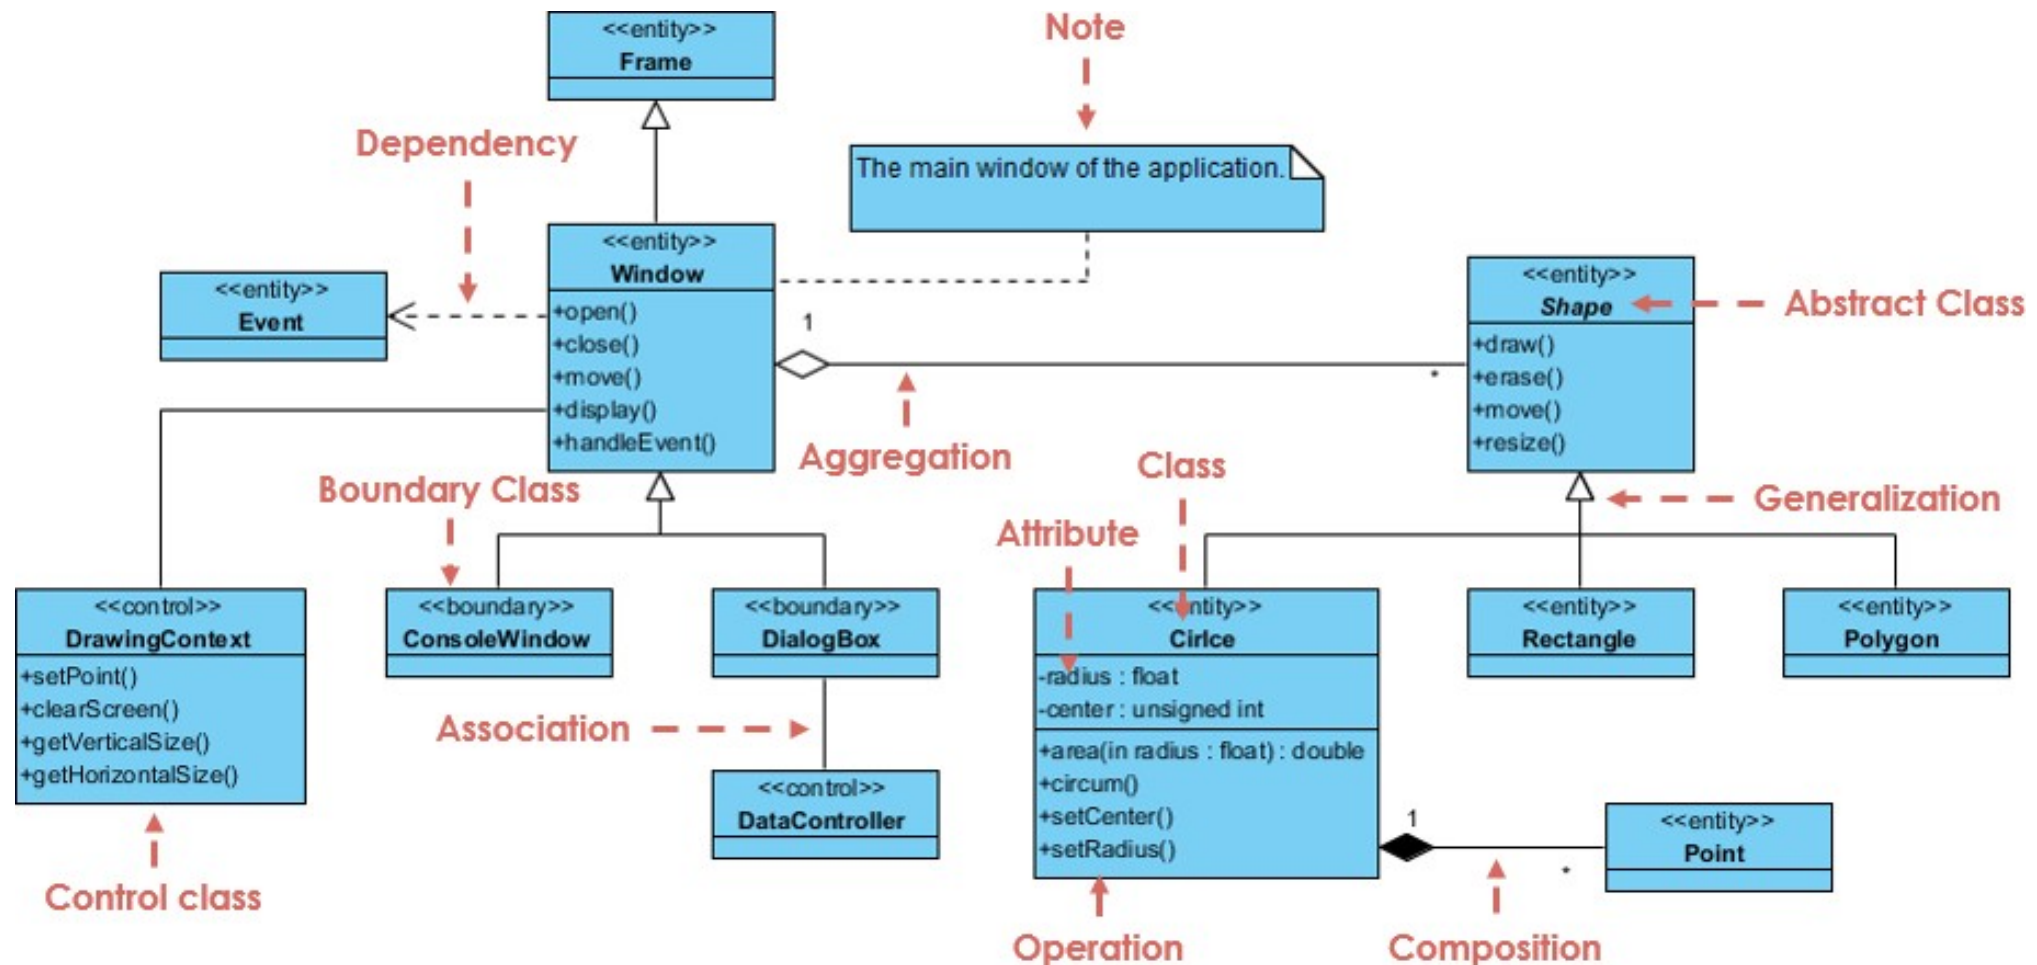 <<entity>>
Frame
Note
Dependency
The main window of the application.
<<entity>>
Window
+open()
+close()
+move()
+display()
+handleEvent()
<<entity>>
Event
1
*
<<entity>>
Shape
+draw()
+erase()
+move()
+resize()
Abstract Class
Aggregation
Class
Boundary Class
Generalization
Attribute
<<control>>
DrawingContext
+setPoint()
+clearScreen()
+getVerticalSize()
+getHorizontalSize()
<<boundary>>
ConsoleWindow
<<boundary>>
DialogBox
<<entity>>
Cirlce
-radius : float
-center : unsigned int
+area(in radius : float) : double
+circum()
+setCenter()
+setRadius()
<<entity>>
Rectangle
<<entity>>
Polygon
Association
<<control>>
DataController
1
*
<<entity>>
Point
Control class
Operation
Composition